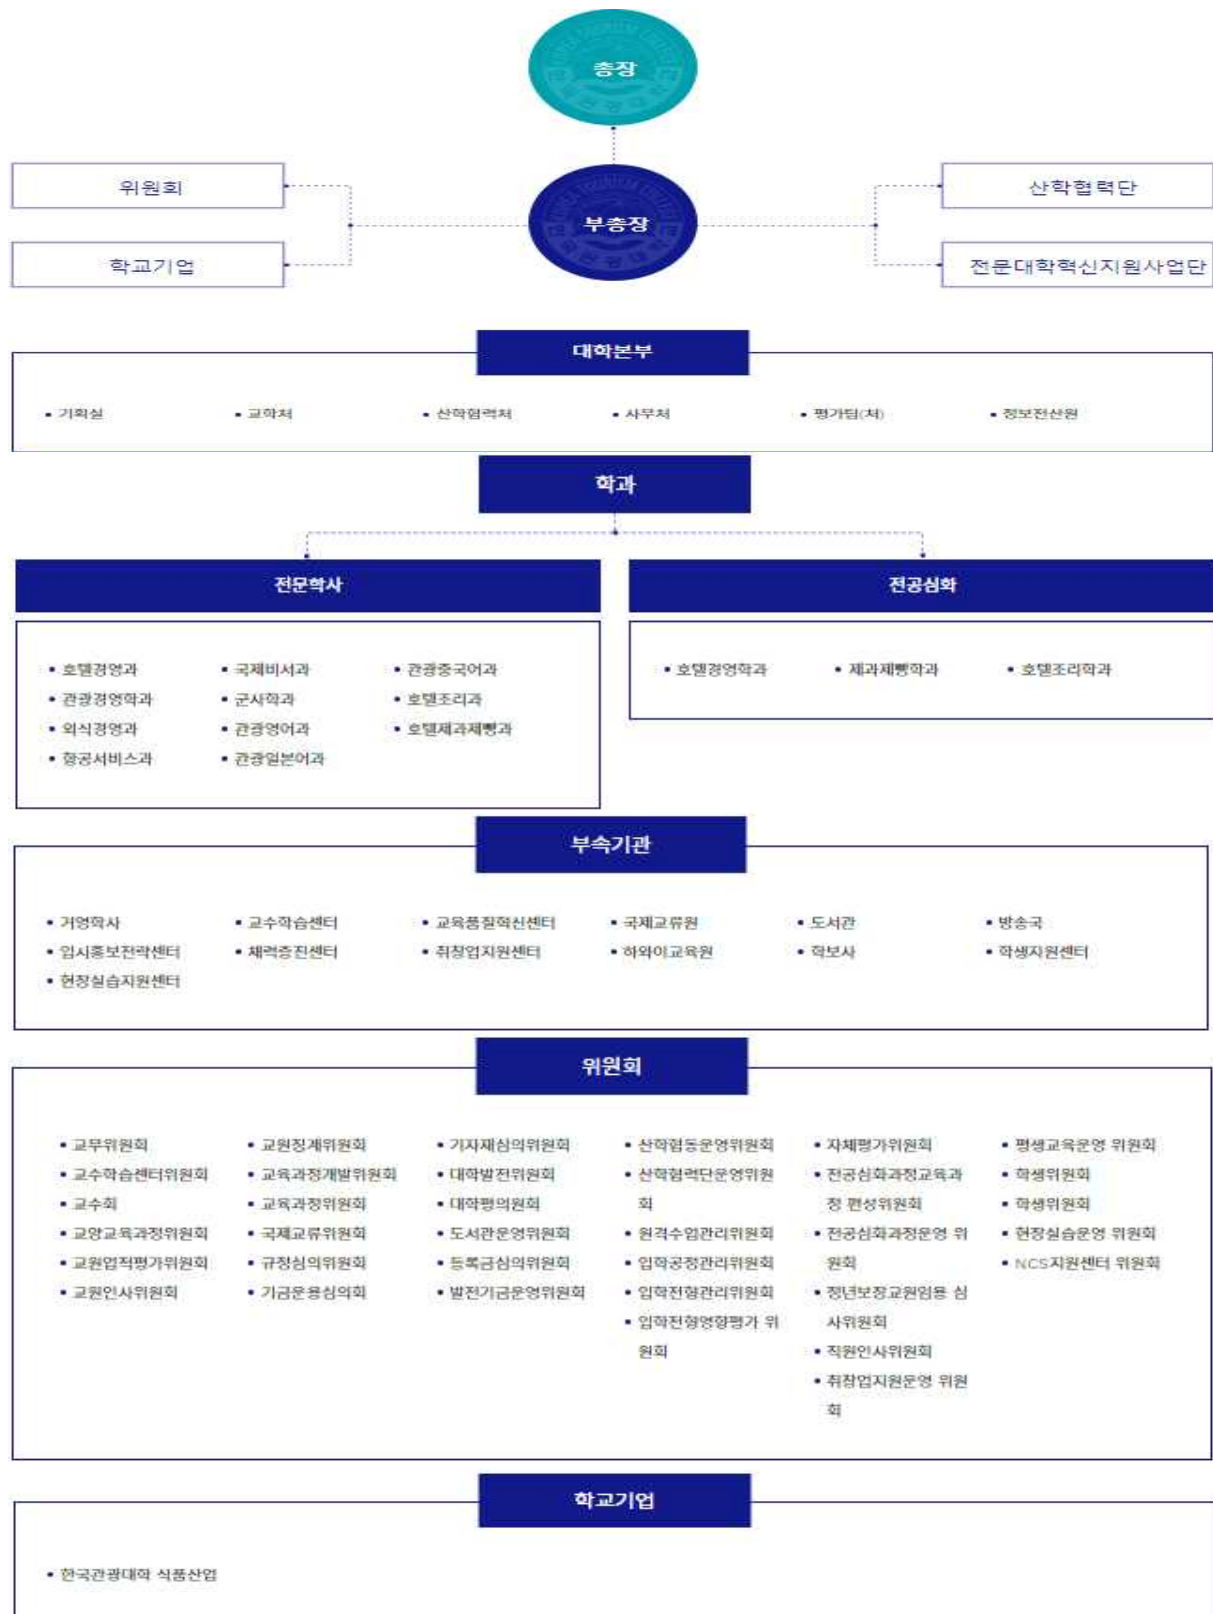 총장
위원회
부총장
산학협력단
학교기업
전문대학혁신지원사업단
대학본부
• 기획실
• 교학처
• 산학협력처
• 사무처
• 평가팀(처)
• 정보전산원
학과
전문학사
전공심화
• 호텔경영과
• 국제비서과
• 관광중국어과
• 관광경영학과
• 군사학과
• 호텔조리과
• 외식경영과
• 관광영어과
• 호텔제과제빵과
• 항공서비스과
• 관광일본어과
• 호텔경영학과
• 제과제빵학과
• 호텔조리학과
부속기관
• 거영학사
• 교수학습센터
• 교육품질혁신센터
• 국제교류원
• 도서관
• 방송국
• 입시홍보전략센터
• 체력증진센터
• 취창업지원센터
• 하와이교육원
• 학보사
• 학생지원센터
• 현장실습지원센터
위원회
• 교무위원회
• 교수학습센터위원회
• 교수회
• 교양교육과정위원회
• 교원업적평가위원회
• 교원인사위원회
• 교원징계위원회
• 교육과정개발위원회
• 교육과정위원회
• 국제교류위원회
• 규정심의위원회
• 기금운용심의회
• 기자재심의위원회
• 대학발전위원회
• 대학평의원회
• 도서관운영위원회
• 등록금심의위원회
• 발전기금운영위원회
• 산학협동운영위원회
• 산학협력단운영위원
회
• 원격수업관리위원회
• 입학공정관리위원회
• 입학전형관리위원회
• 입학전형영향평가 위
원회
• 자체평가위원회
• 전공심화과정교육과
정 편성위원회
• 전공심화과정운영 위
원회
• 정년보장교원임용 심
사위원회
• 직원인사위원회
• 취창업지원운영 위원
회
• 평생교육운영 위원회
• 학생위원회
• 학생위원회
• 현장실습운영 위원회
• NCS지원센터 위원회
학교기업
• 한국관광대학 식품산업